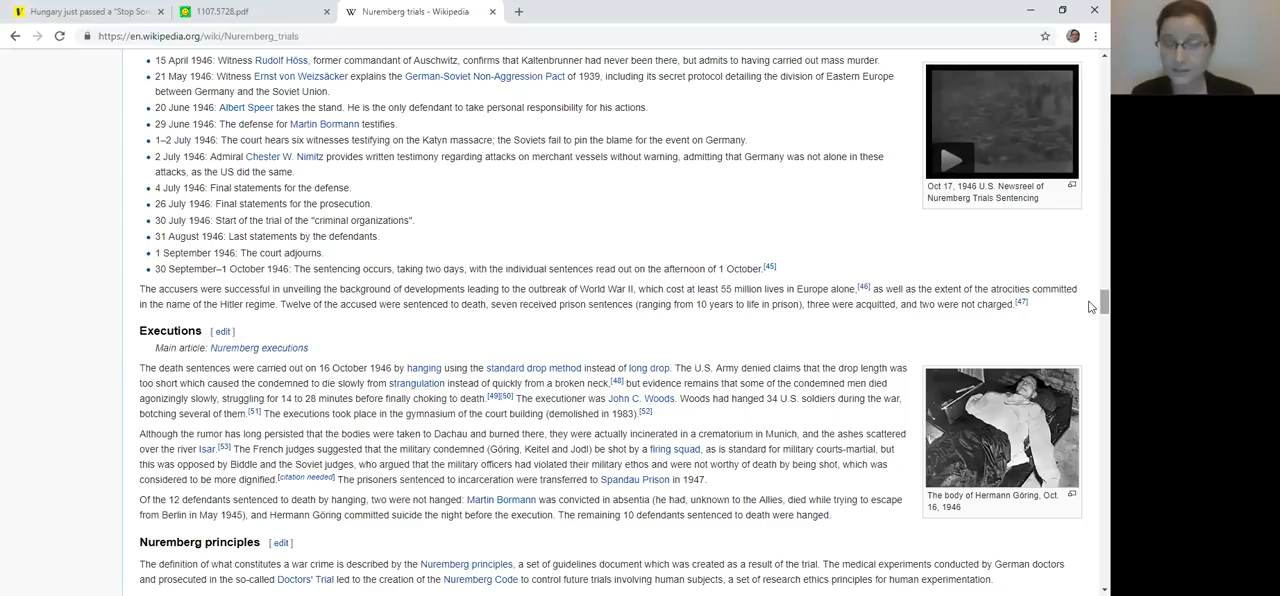 Hungary just passed a "Stop Sor
1107.5728.pdf
Nuremberg trials - Wikipedia
https://en.wikipedia.org/wiki/Nuremberg_trials
15 April 1946: Witness Rudolf Höss, former commandant of Auschwitz, confirms that Kaltenbrunner had never been there, but admits to having carried out mass murder.
21 May 1946: Witness Ernst von Weizsäcker explains the German-Soviet Non-Aggression Pact of 1939, including its secret protocol detailing the division of Eastern Europe
between Germany and the Soviet Union.
20 June 1946: Albert Speer takes the stand. He is the only defendant to take personal responsibility for his actions.
29 June 1946: The defense for Martin Bormann testifies.
1–2 July 1946: The court hears six witnesses testifying on the Katyn massacre; the Soviets fail to pin the blame for the event on Germany.
2 July 1946: Admiral Chester W. Nimitz provides written testimony regarding attacks on merchant vessels without warning, admitting that Germany was not alone in these
attacks, as the US did the same.
4 July 1946: Final statements for the defense.
26 July 1946: Final statements for the prosecution.
30 July 1946: Start of the trial of the "criminal organizations".
31 August 1946: Last statements by the defendants.
1 September 1946: The court adjourns.
30 September–1 October 1946: The sentencing occurs, taking two days, with the individual sentences read out on the afternoon of 1 October.[45]
Oct 17, 1946 U.S. Newsreel of
Nuremberg Trials Sentencing
The accusers were successful in unveiling the background of developments leading to the outbreak of World War II, which cost at least 55 million lives in Europe alone,[46] as well as the extent of the atrocities committed
in the name of the Hitler regime. Twelve of the accused were sentenced to death, seven received prison sentences (ranging from 10 years to life in prison), three were acquitted, and two were not charged.[47]
Executions [ edit ]
Main article: Nuremberg executions
The death sentences were carried out on 16 October 1946 by hanging using the standard drop method instead of long drop. The U.S. Army denied claims that the drop length was
too short which caused the condemned to die slowly from strangulation instead of quickly from a broken neck,[48] but evidence remains that some of the condemned men died
agonizingly slowly, struggling for 14 to 28 minutes before finally choking to death.[49][50] The executioner was John C. Woods. Woods had hanged 34 U.S. soldiers during the war,
botching several of them.[51] The executions took place in the gymnasium of the court building (demolished in 1983).[52]
Although the rumor has long persisted that the bodies were taken to Dachau and burned there, they were actually incinerated in a crematorium in Munich, and the ashes scattered
over the river Isar.[53] The French judges suggested that the military condemned (Göring, Keitel and Jodl) be shot by a firing squad, as is standard for military courts-martial, but
this was opposed by Biddle and the Soviet judges, who argued that the military officers had violated their military ethos and were not worthy of death by being shot, which was
considered to be more dignified.[citation needed] The prisoners sentenced to incarceration were transferred to Spandau Prison in 1947.
Of the 12 defendants sentenced to death by hanging, two were not hanged: Martin Bormann was convicted in absentia (he had, unknown to the Allies, died while trying to escape
from Berlin in May 1945), and Hermann Göring committed suicide the night before the execution. The remaining 10 defendants sentenced to death were hanged.
The body of Hermann Göring, Oct.
16, 1946
Nuremberg principles [ edit ]
The definition of what constitutes a war crime is described by the Nuremberg principles, a set of guidelines document which was created as a result of the trial. The medical experiments conducted by German doctors
and prosecuted in the so-called Doctors' Trial led to the creation of the Nuremberg Code to control future trials involving human subjects, a set of research ethics principles for human experimentation.